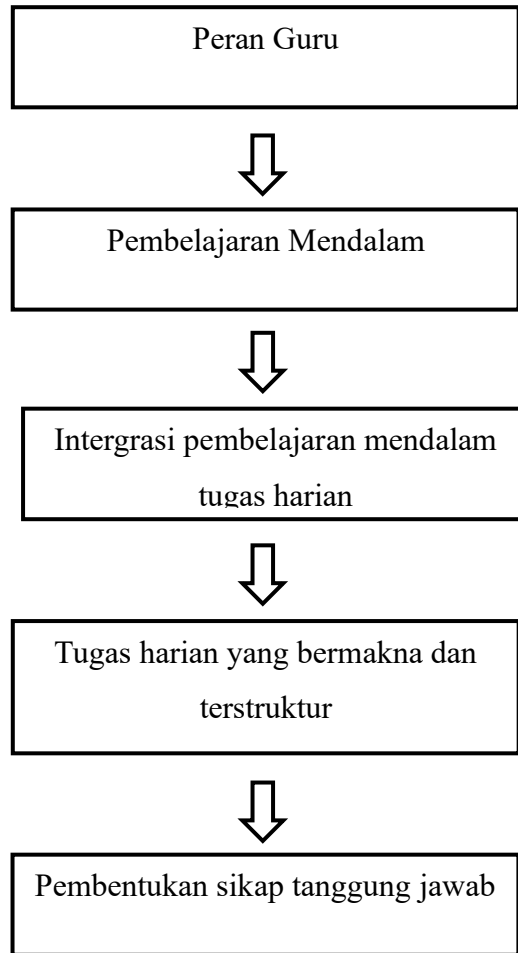 Peran Guru
Pembelajaran Mendalam
Intergrasi pembelajaran mendalam
tugas harian
Tugas harian yang bermakna dan
terstruktur
Pembentukan sikap tanggung jawab